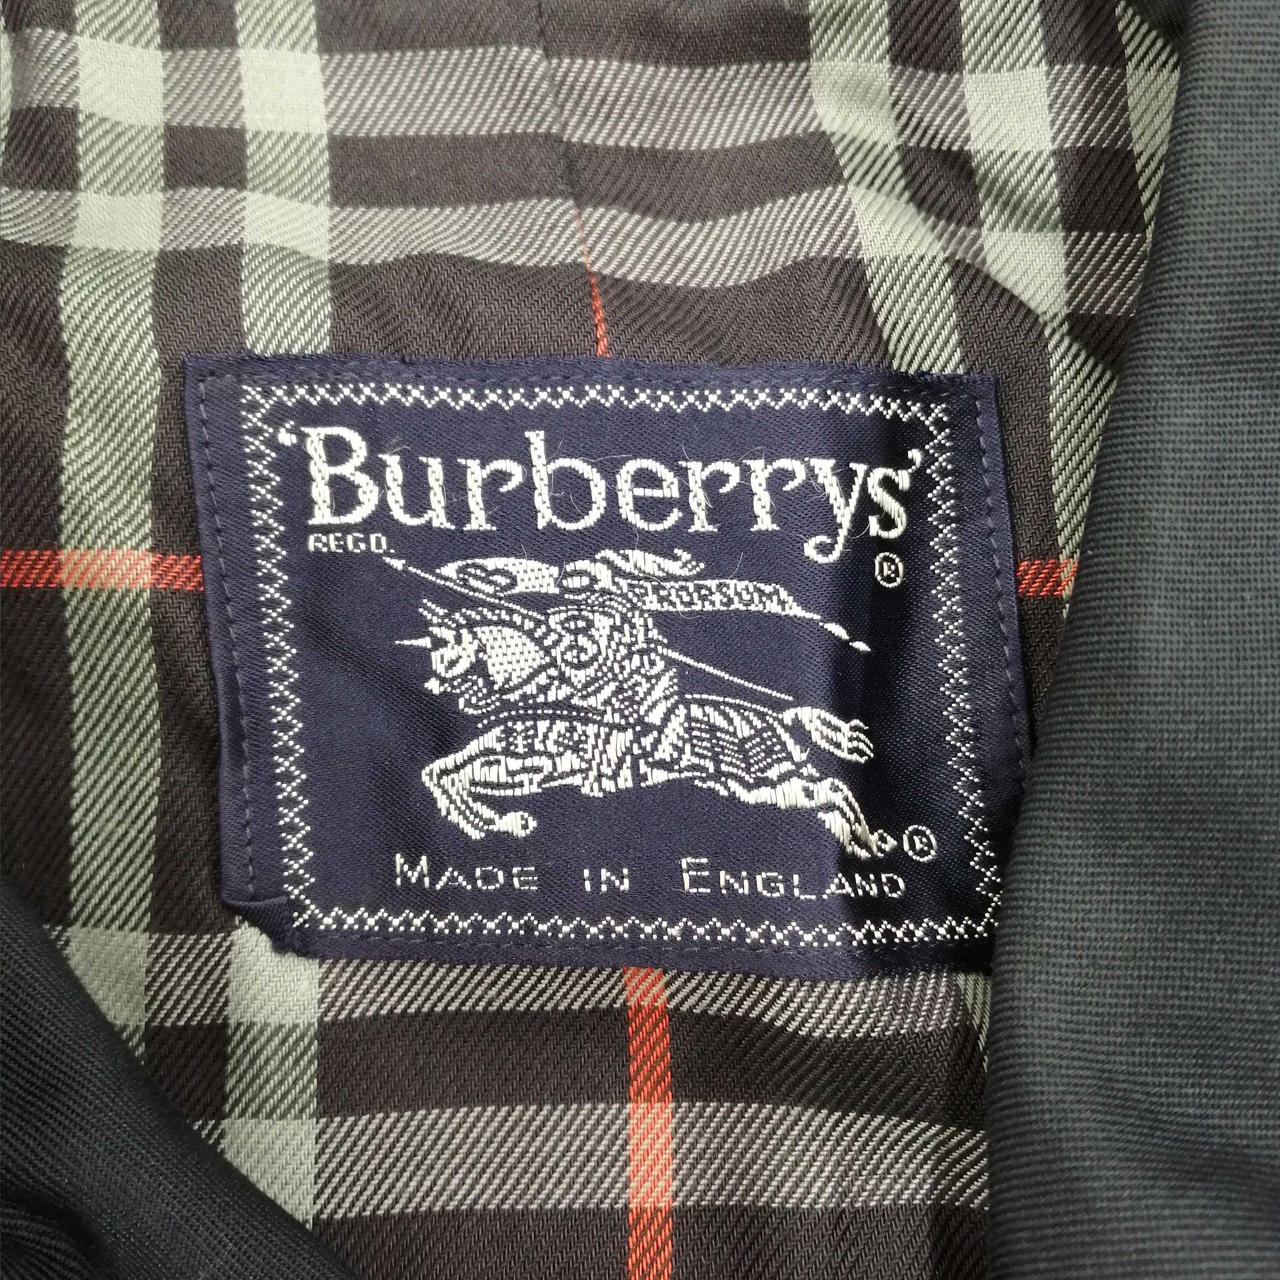 'Burberrys'
REGD.
®
PRORSUM
®
MADE IN ENGLAND